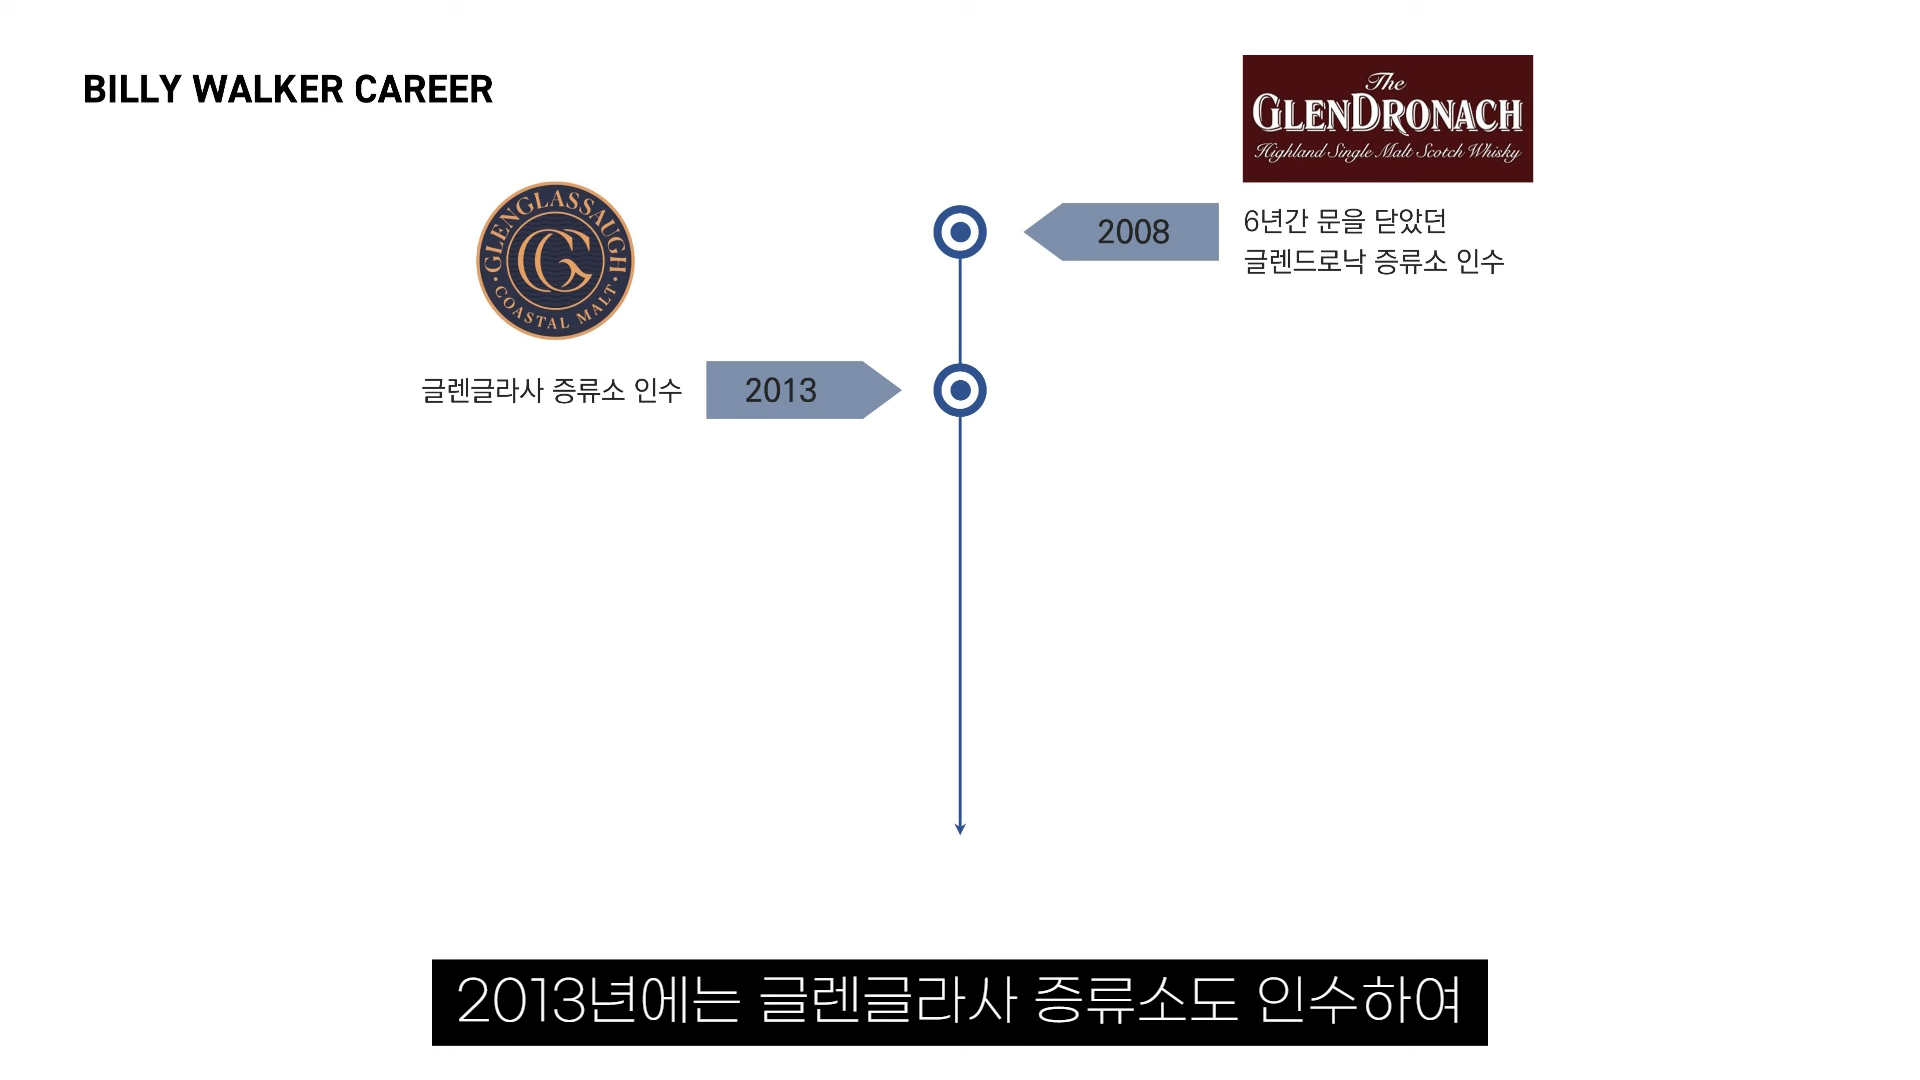 BILLY WALKER CAREER
The
GLENDRONACH
Highland Single Malt Scotch Whisky
2008
6년간 문을 닫았던
글렌드로낙 증류소 인수
GLENGLASSAUGH
COASTAL MALT
글렌글라사 증류소 인수
2013
2013년에는 글렌글라사 증류소도 인수하여